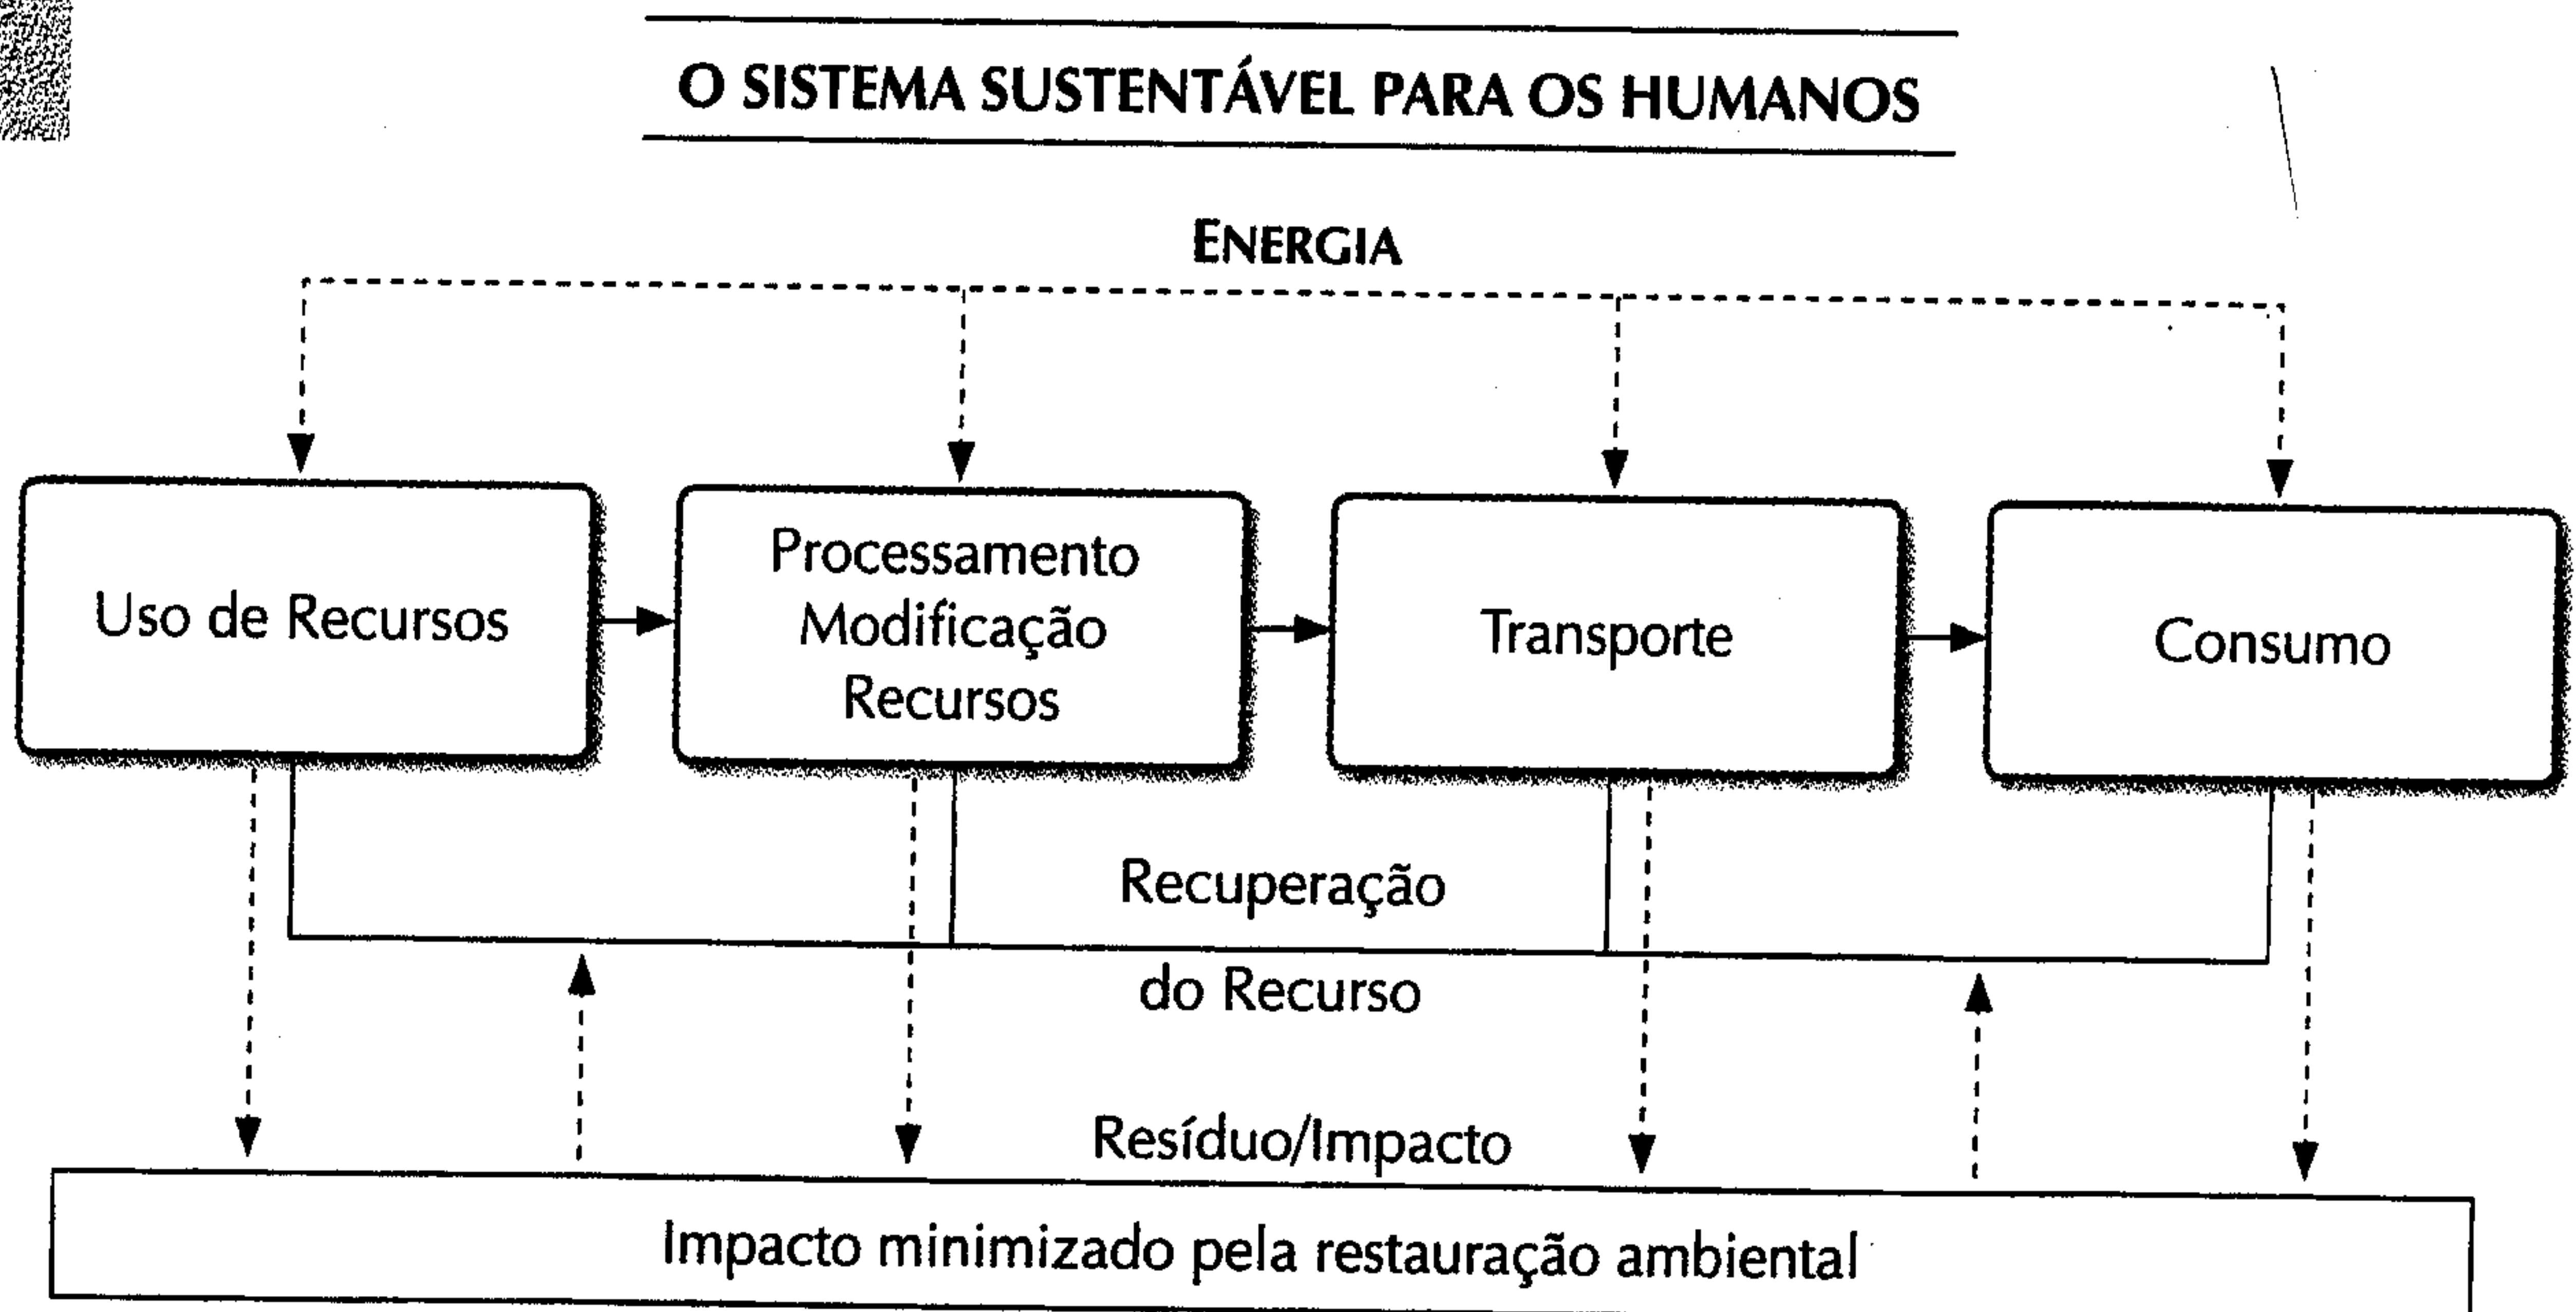 O SISTEMA SUSTENTÁVEL PARA OS HUMANOS
ENERGIA
Uso de Recursos
Processamento
Modificação
Recursos
Transporte
Consumo
Recuperação
do Recurso
Resíduo/Impacto
Impacto minimizado pela restauração ambiental